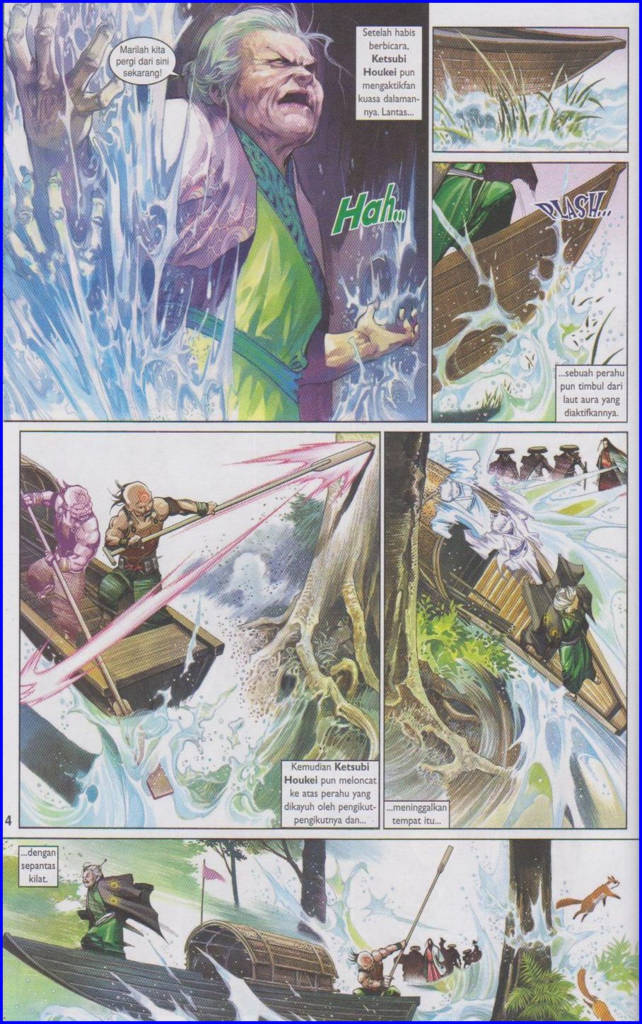 Marilah kita
pergi dari sini
sekarang!
Setelah habis
berbicara,
Ketsubi
Houkei pun
mengaktifkan
kuasa dalaman-
nya. Lantas...
Hah...
PLASH...
...sebuah perahu
pun timbul dari
laut aura yang
diaktifkannya.
Kemudian Ketsubi
Houkei pun meloncat
ke atas perahu yang
dikayuh oleh pengikut-
pengikutnya dan...
...meninggalkan
tempat itu...
4
...dengan
sepantas
kilat.